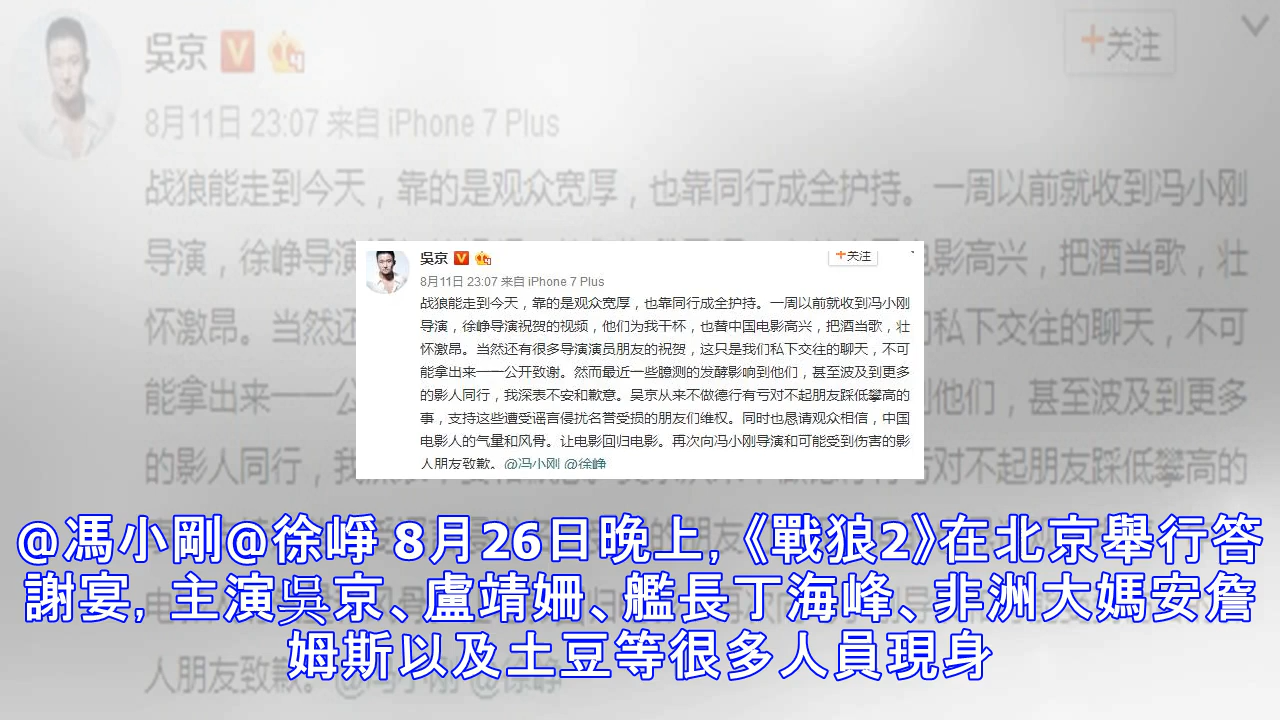 吳京
+关注
8月11日 23:07 来自 iPhone 7 Plus
战狼能走到今天，靠的是观众宽厚，也靠同行成全护持。一周以前就收到冯小刚
导演，徐峥导演祝贺的视频，他们为我干杯，也替中国电影高兴，把酒当歌，壮
怀激昂。当然还有很多导演演员朋友的祝贺，这只是我们私下交往的聊天，不可
能拿出来一一公开致谢。然而最近一些臆测的发酵影响到他们，甚至波及到更多
的影人同行，我深表不安和歉意。吴京从来不做德行有亏对不起朋友踩低攀高的
事，支持这些遭受谣言侵扰名誉受损的朋友们维权。同时也恳请观众相信，中国
电影人的气量和风骨。让电影回归电影。再次向冯小刚导演和可能受到伤害的影
人朋友致歉。@冯小刚 @徐峥
@馮小剛@徐崢 8月26日晚上,《戰狼2》在北京舉行答
謝宴, 主演吳京、盧靖姍、艦長丁海峰、非洲大媽安詹
姆斯以及土豆等很多人員現身